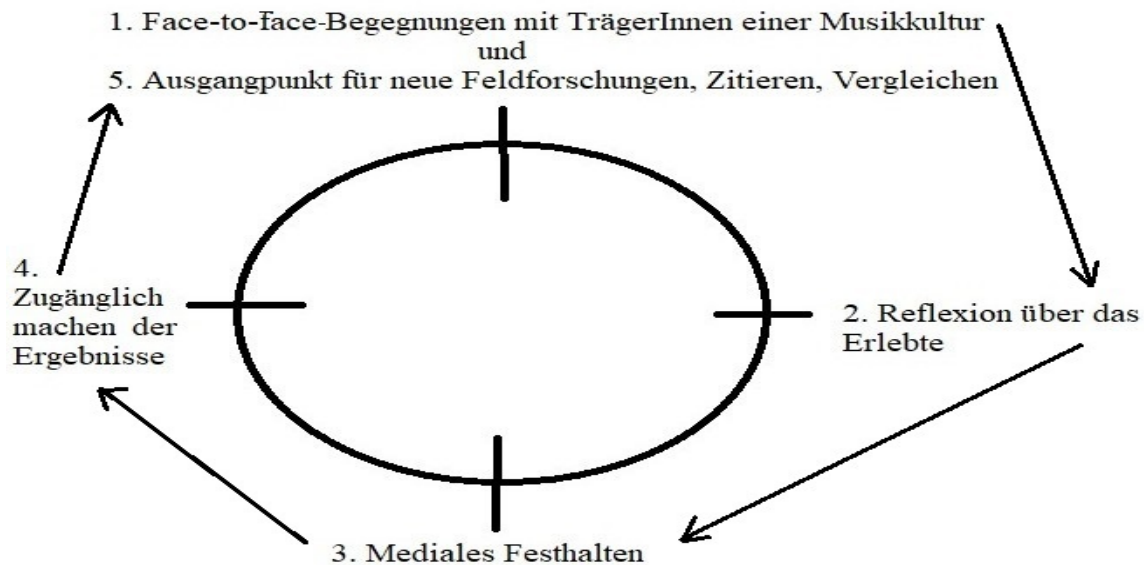 1. Face-to-face-Begegnungen mit TrägerInnen einer Musikkultur
und
5. Ausgangpunkt für neue Feldforschungen, Zitieren, Vergleichen
4.
Zugänglich
machen der
Ergebnisse
2. Reflexion über das
Erlebte
3. Mediales Festhalten